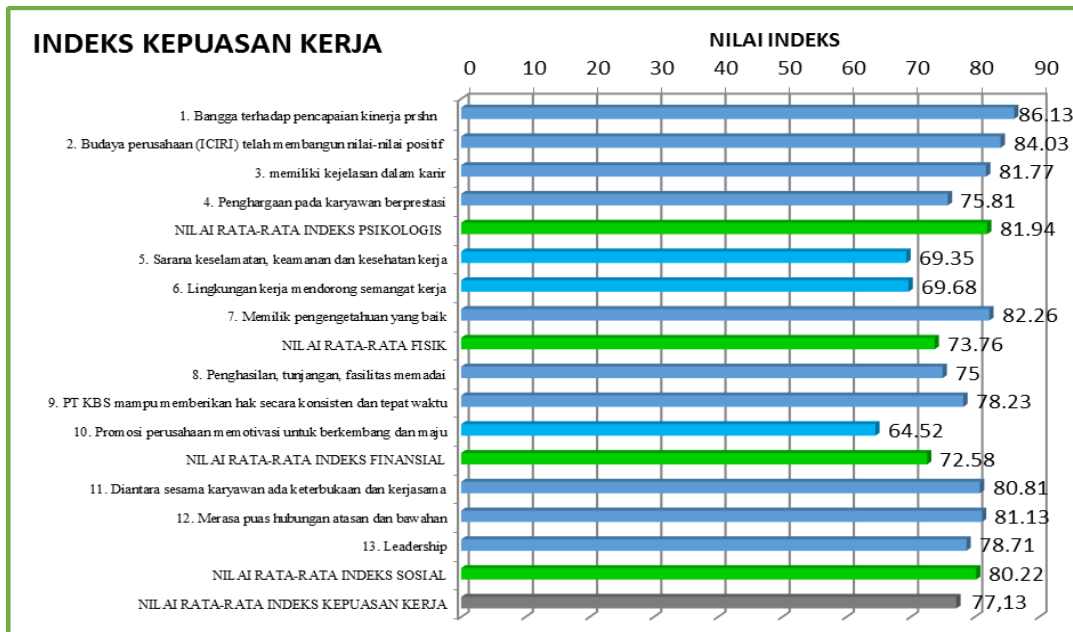 INDEKS KEPUASAN KERJA
NILAI INDEKS
0 10 20 30 40 50 60 70 80 90
1. Bangga terhadap pencapaian kinerja prshn 86.13
2. Budaya perusahaan (ICIRI) telah membangun nilai-nilai positif 84.03
3. memiliki kejelasan dalam karir 81.77
4. Penghargaan pada karyawan berprestasi 75.81
NILAI RATA-RATA INDEKS PSIKOLOGIS 81.94
5. Sarana keselamatan, keamanan dan kesehatan kerja 69.35
6. Lingkungan kerja mendorong semangat kerja 69.68
7. Memilik pengengetahuan yang baik 82.26
NILAI RATA-RATA FISIK 73.76
8. Penghasilan, tunjangan, fasilitas memadai 75
9. PT KBS mampu memberikan hak secara konsisten dan tepat waktu 78.23
10. Promosi perusahaan memotivasi untuk berkembang dan maju 64.52
NILAI RATA-RATA INDEKS FINANSIAL 72.58
11. Diantara sesama karyawan ada keterbukaan dan kerjasama 80.81
12. Merasa puas hubungan atasan dan bawahan 81.13
13. Leadership 78.71
NILAI RATA-RATA INDEKS SOSIAL 80.22
NILAI RATA-RATA INDEKS KEPUASAN KERJA 77,13